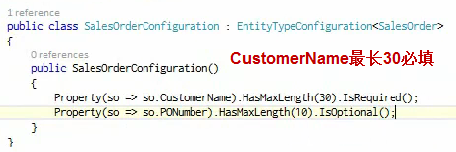 1 reference
public class SalesOrderConfiguration : EntityTypeConfiguration<SalesOrder>
{
0 references
public SalesOrderConfiguration()
CustomerName最长30必填
{
Property(so => so.CustomerName).HasMaxLength(30).IsRequired();
Property(so => so.PONumber).HasMaxLength(10).IsOptional();
}
}